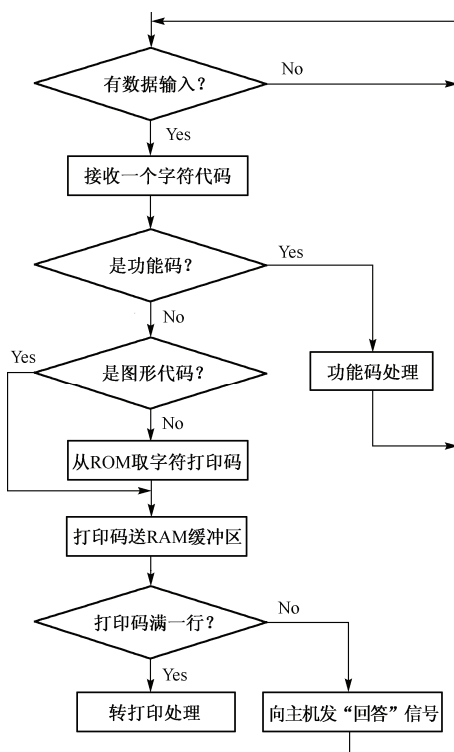 有数据输入？
No
Yes
接收一个字符代码
是功能码？
Yes
No
Yes
是图形代码？
功能码处理
No
从ROM取字符打印码
打印码送RAM缓冲区
打印码满一行？
No
Yes
转打印处理
向主机发“回答”信号